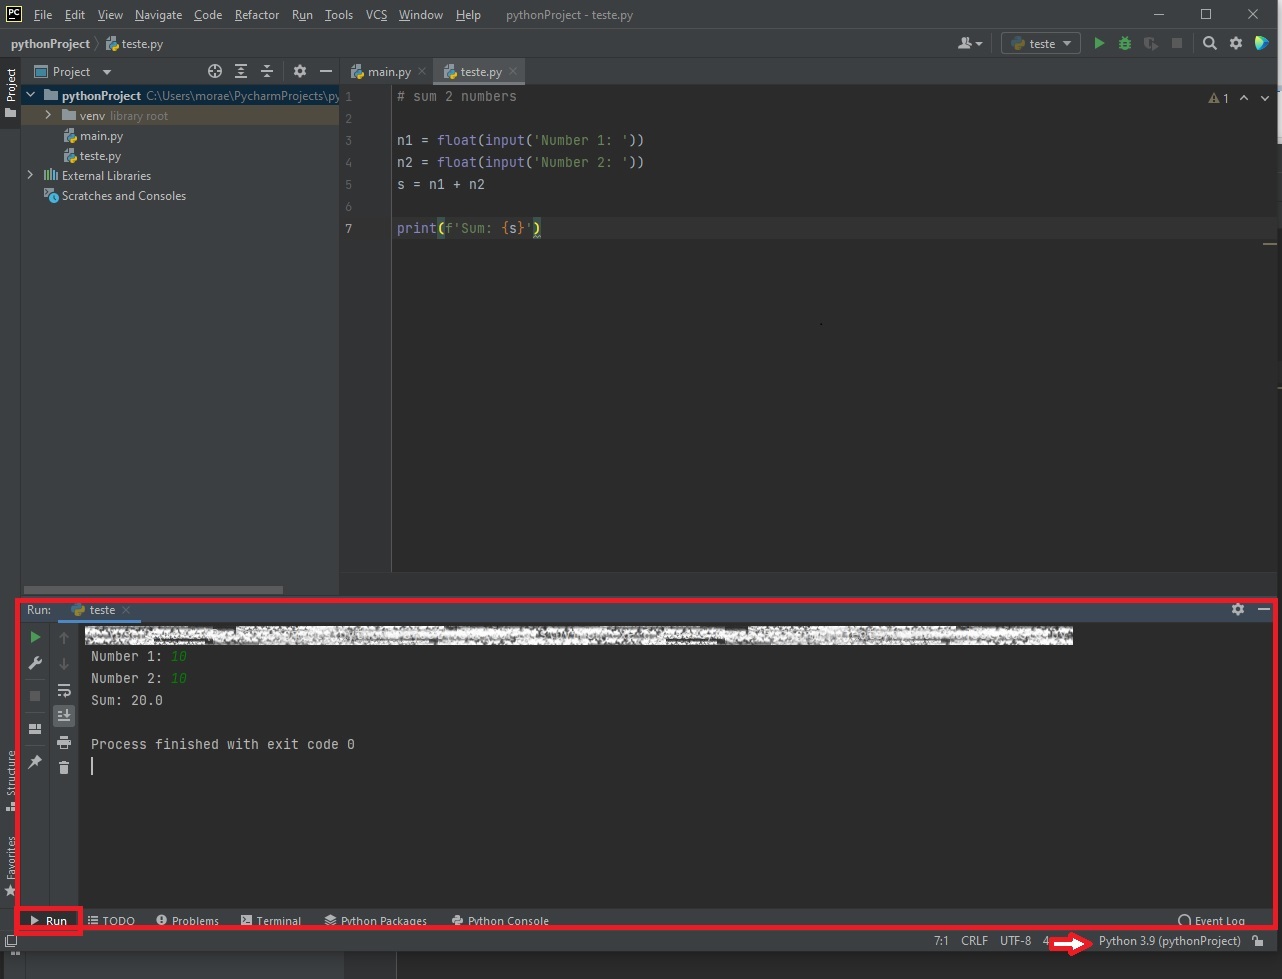 PC File Edit View Navigate Code Refactor Run Tools VCS Window Help pythonProject - teste.py
pythonProject teste.py teste
Project
Project main.py teste.py
pythonProject C:\Users\morae\PycharmProjects\py
venv library root
main.py
teste.py
External Libraries
Scratches and Consoles
1 # sum 2 numbers
2
3 n1 = float(input('Number 1: '))
4 n2 = float(input('Number 2: '))
5 s = n1 + n2
6
7 print(f'Sum: {s}')
1
Run: teste
Number 1: 10
Number 2: 10
Sum: 20.0
Process finished with exit code 0
Structure
Favorites
Run TODO Problems Terminal Python Packages Python Console Event Log
7:1 CRLF UTF-8 4 Python 3.9 (pythonProject)